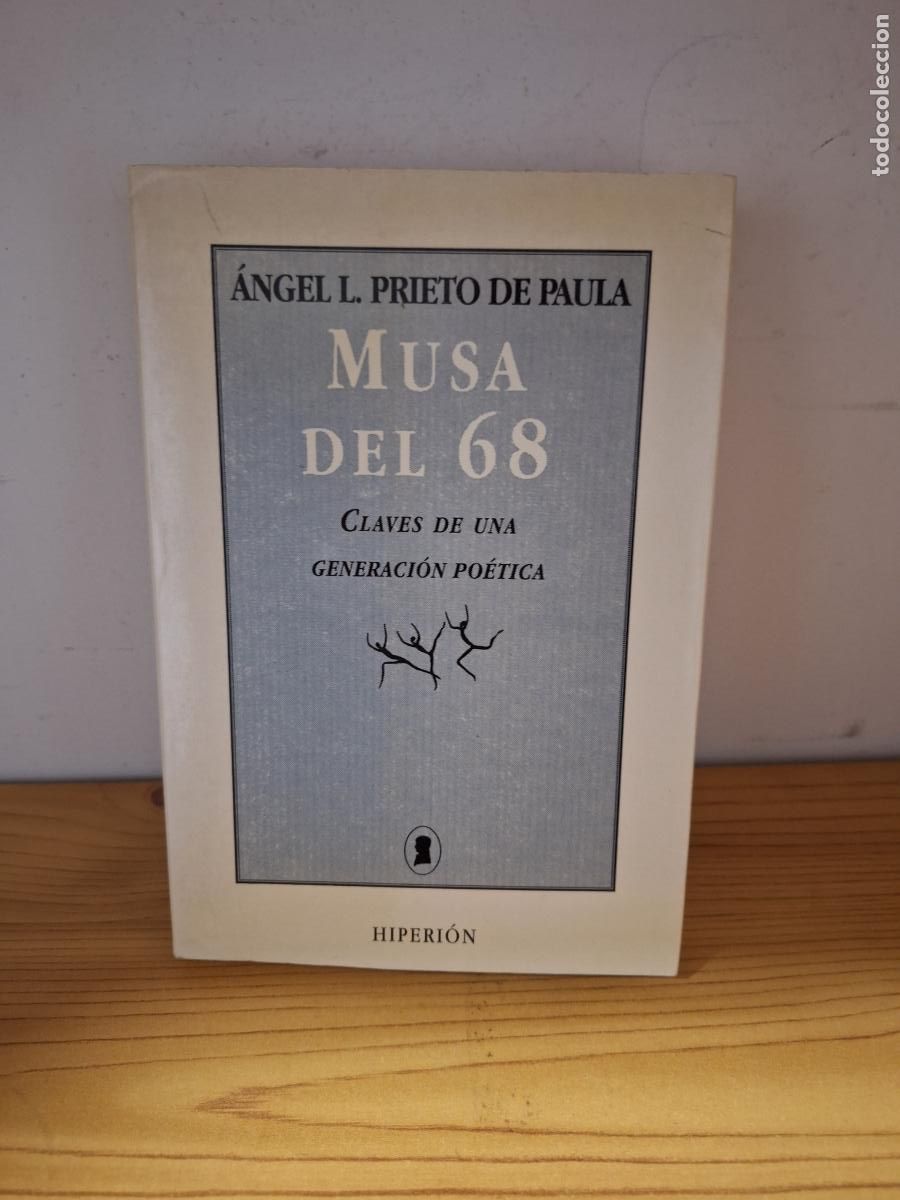 todocoleccion
ÁNGEL L. PRIETO DE PAULA
MUSA
DEL 68
CLAVES DE UNA
GENERACIÓN POÉTICA
HIPERIÓN